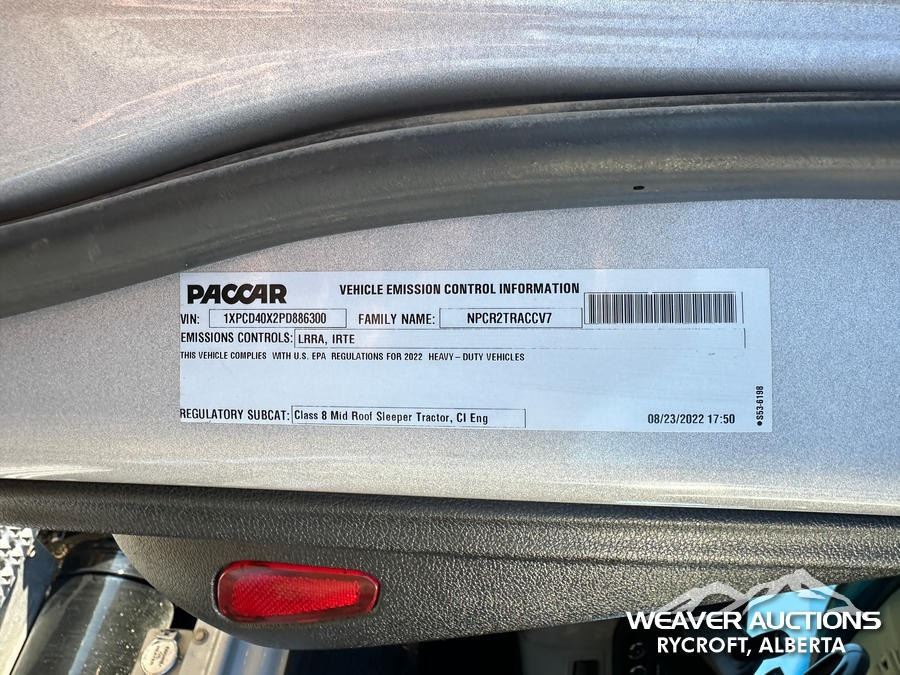 PACCAR VEHICLE EMISSION CONTROL INFORMATION
VIN: 1XPCD40X2PD886300 FAMILY NAME: NPCR2TRACCV7
EMISSIONS CONTROLS: LRRA, IRTE
THIS VEHICLE COMPLIES WITH U.S. EPA REGULATIONS FOR 2022 HEAVY-DUTY VEHICLES
REGULATORY SUBCAT: Class 8 Mid Roof Sleeper Tractor, CI Eng 08/23/2022 17:50
●S53-6198
WEAVER AUCTIONS
RYCROFT, ALBERTA